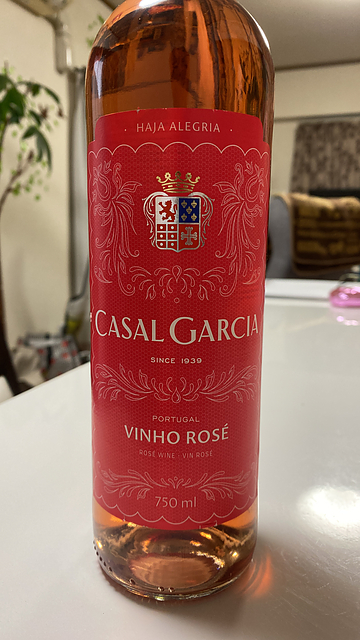 · HAJA ALEGRIA ·
CASAL GARCIA
SINCE 1939
PORTUGAL
VINHO ROSÉ
ROSÉ WINE · VIN ROSÉ
750 ml